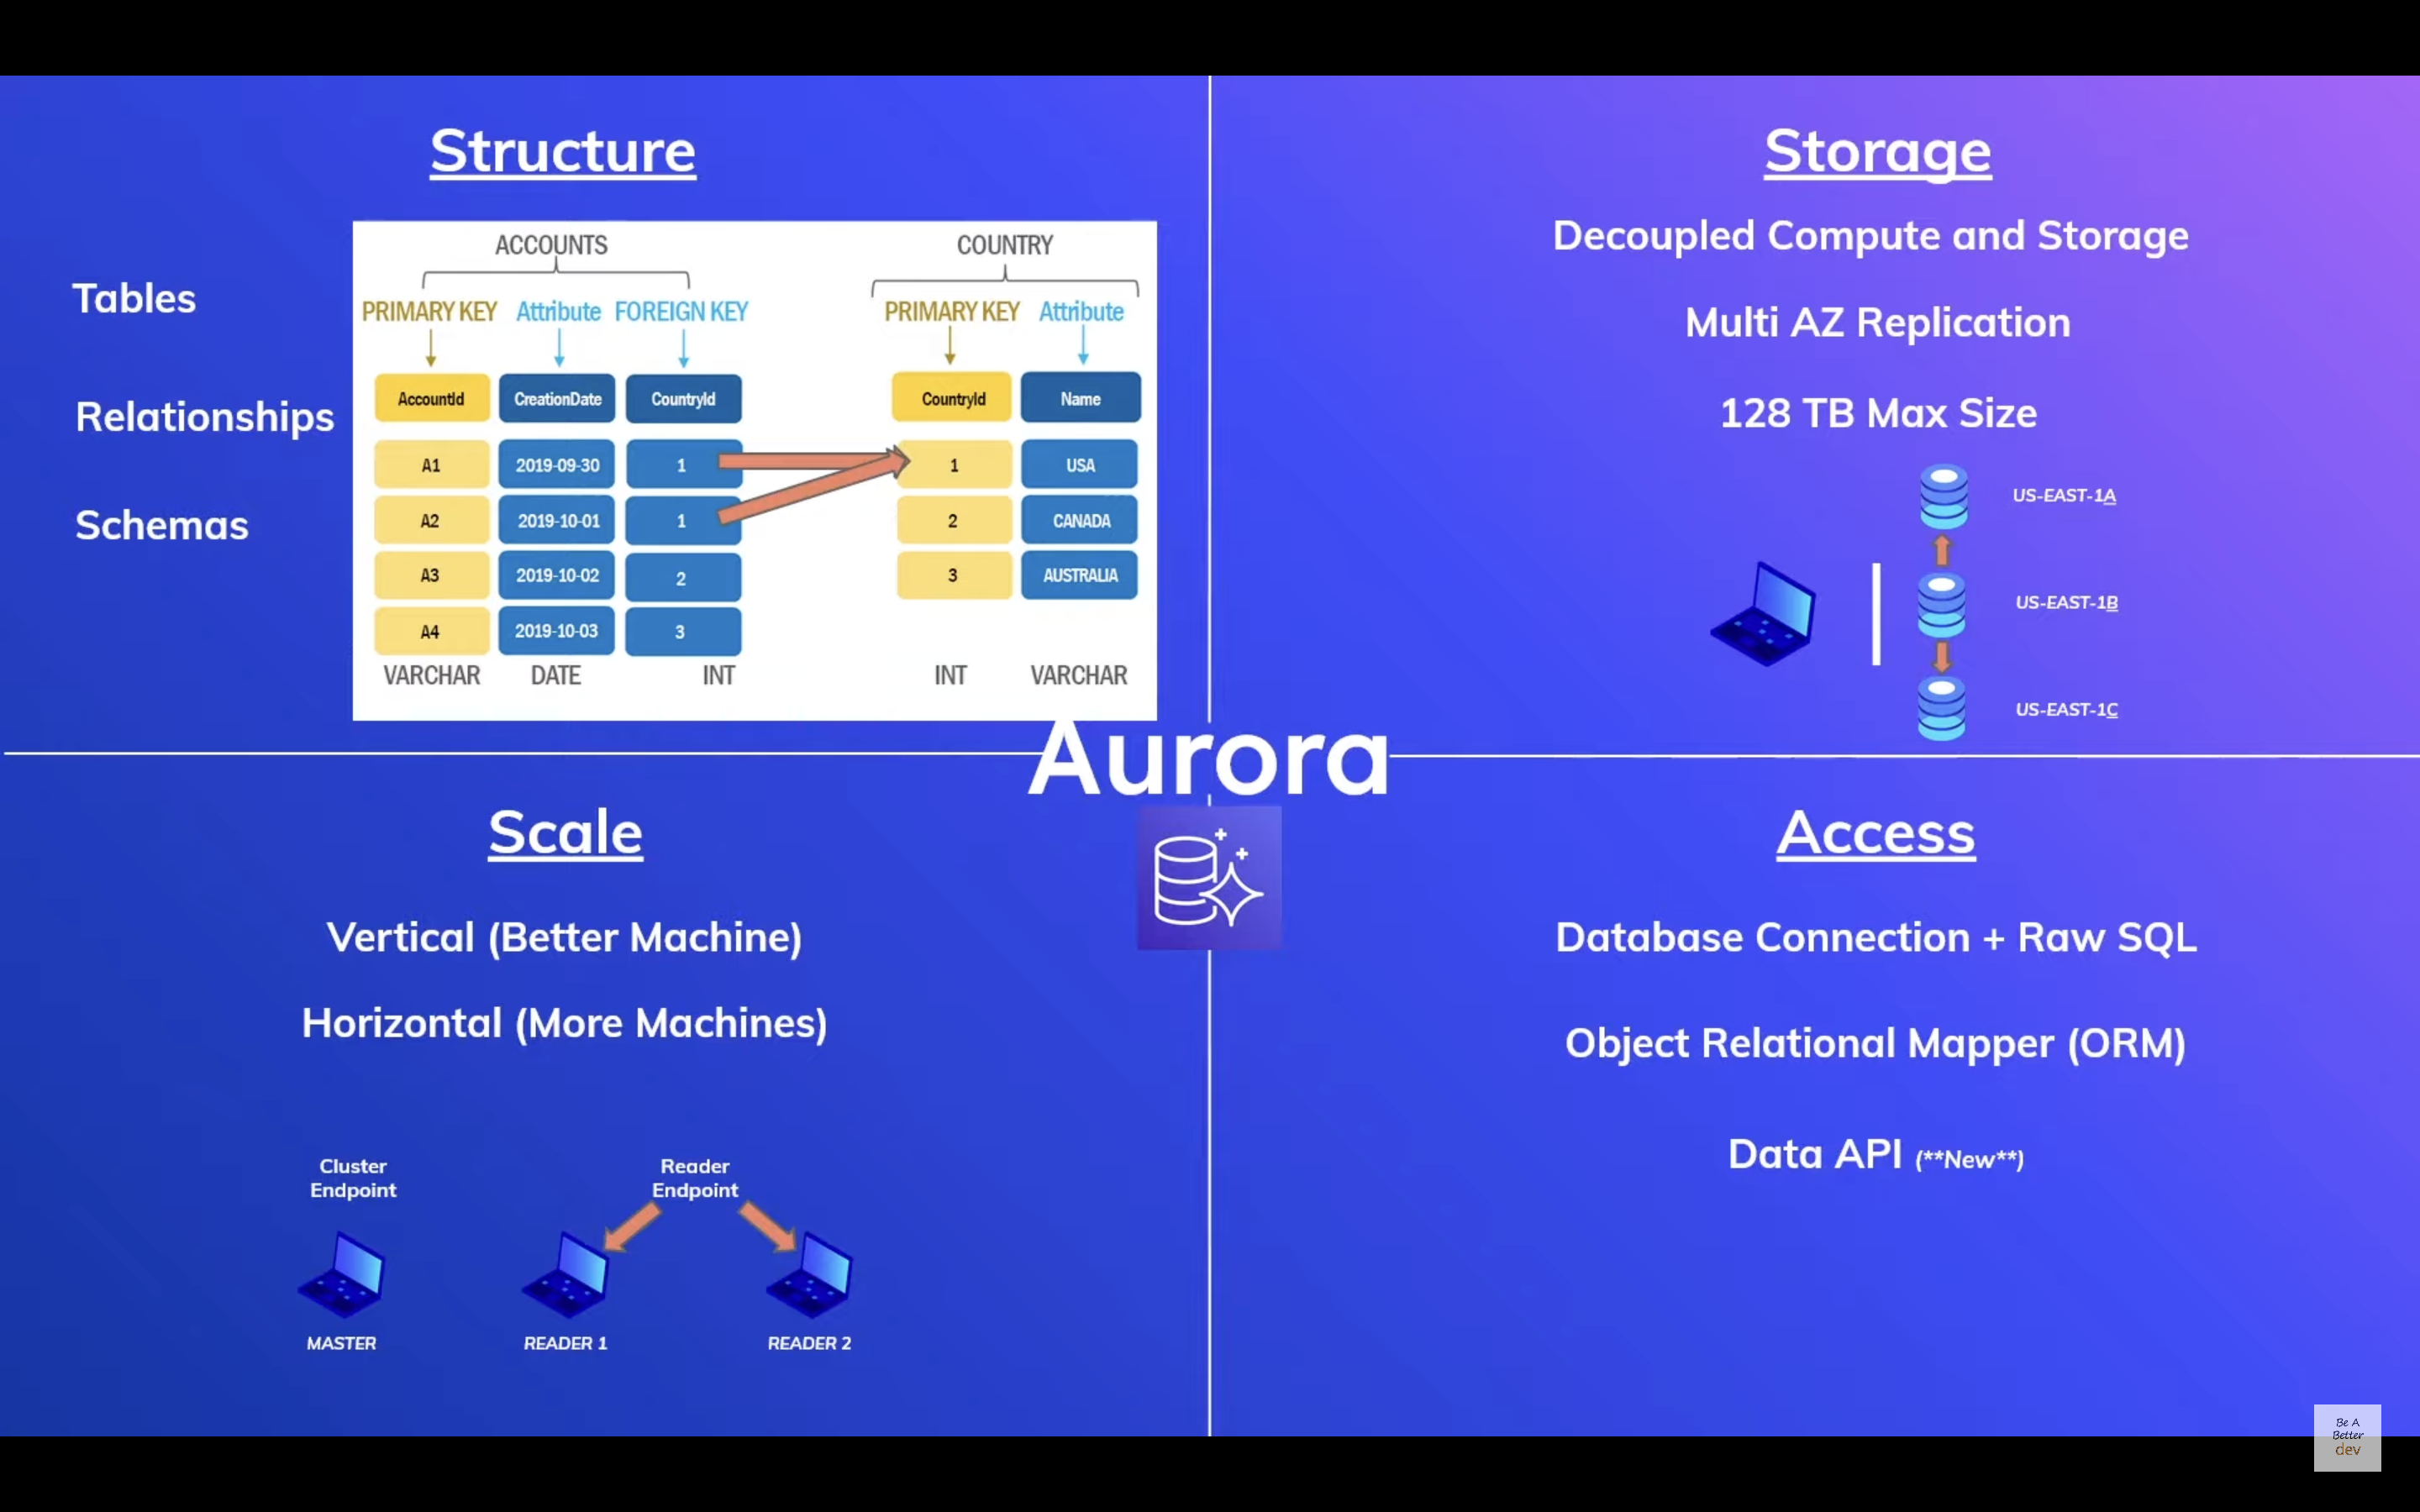 Structure
Tables
Relationships
Schemas
ACCOUNTS
PRIMARY KEY Attribute FOREIGN KEY
AccountId CreationDate CountryId
A1 2019-09-30 1
A2 2019-10-01 1
A3 2019-10-02 2
A4 2019-10-03 3
VARCHAR DATE INT
COUNTRY
PRIMARY KEY Attribute
CountryId Name
1 USA
2 CANADA
3 AUSTRALIA
INT VARCHAR
Storage
Decoupled Compute and Storage
Multi AZ Replication
128 TB Max Size
US-EAST-1A
US-EAST-1B
US-EAST-1C
Aurora
Scale
Vertical (Better Machine)
Horizontal (More Machines)
Cluster
Endpoint
Reader
Endpoint
MASTER
READER 1
READER 2
Access
Database Connection + Raw SQL
Object Relational Mapper (ORM)
Data API (**New**)
Be A
Better
dev